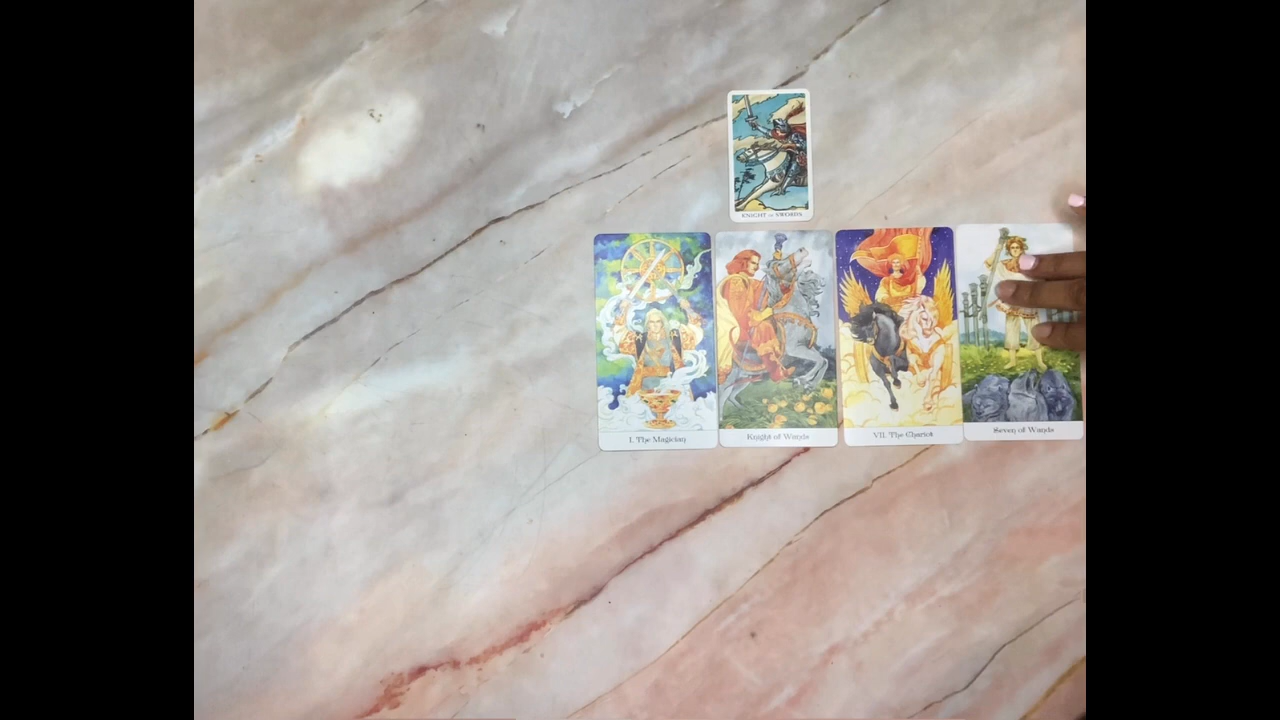 KNIGHT OF SWORDS
I. The Magician
Knight of Wands
VII. The Chariot
Seven of Wands